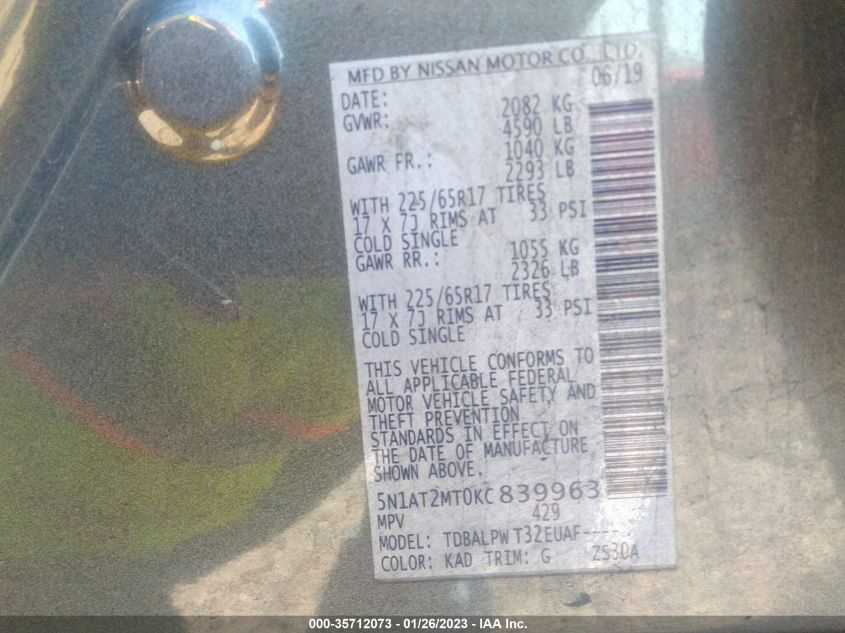 MFD BY NISSAN MOTOR CO., LTD.
DATE: 06/19
GVWR: 2082 KG
4590 LB
GAWR FR.: 1040 KG
2293 LB
WITH 225/65R17 TIRES
17 X 7J RIMS AT 33 PSI
COLD SINGLE
GAWR RR.: 1055 KG
2326 LB
WITH 225/65R17 TIRES
17 X 7J RIMS AT 33 PSI
COLD SINGLE
THIS VEHICLE CONFORMS TO
ALL APPLICABLE FEDERAL
MOTOR VEHICLE SAFETY AND
THEFT PREVENTION
STANDARDS IN EFFECT ON
THE DATE OF MANUFACTURE
SHOWN ABOVE.
5N1AT2MT0KC839963
MPV 429
MODEL: TDBALPWT32EUAF-----
COLOR: KAD TRIM: G ZS30A
000-35712073 - 01/26/2023 - IAA Inc.